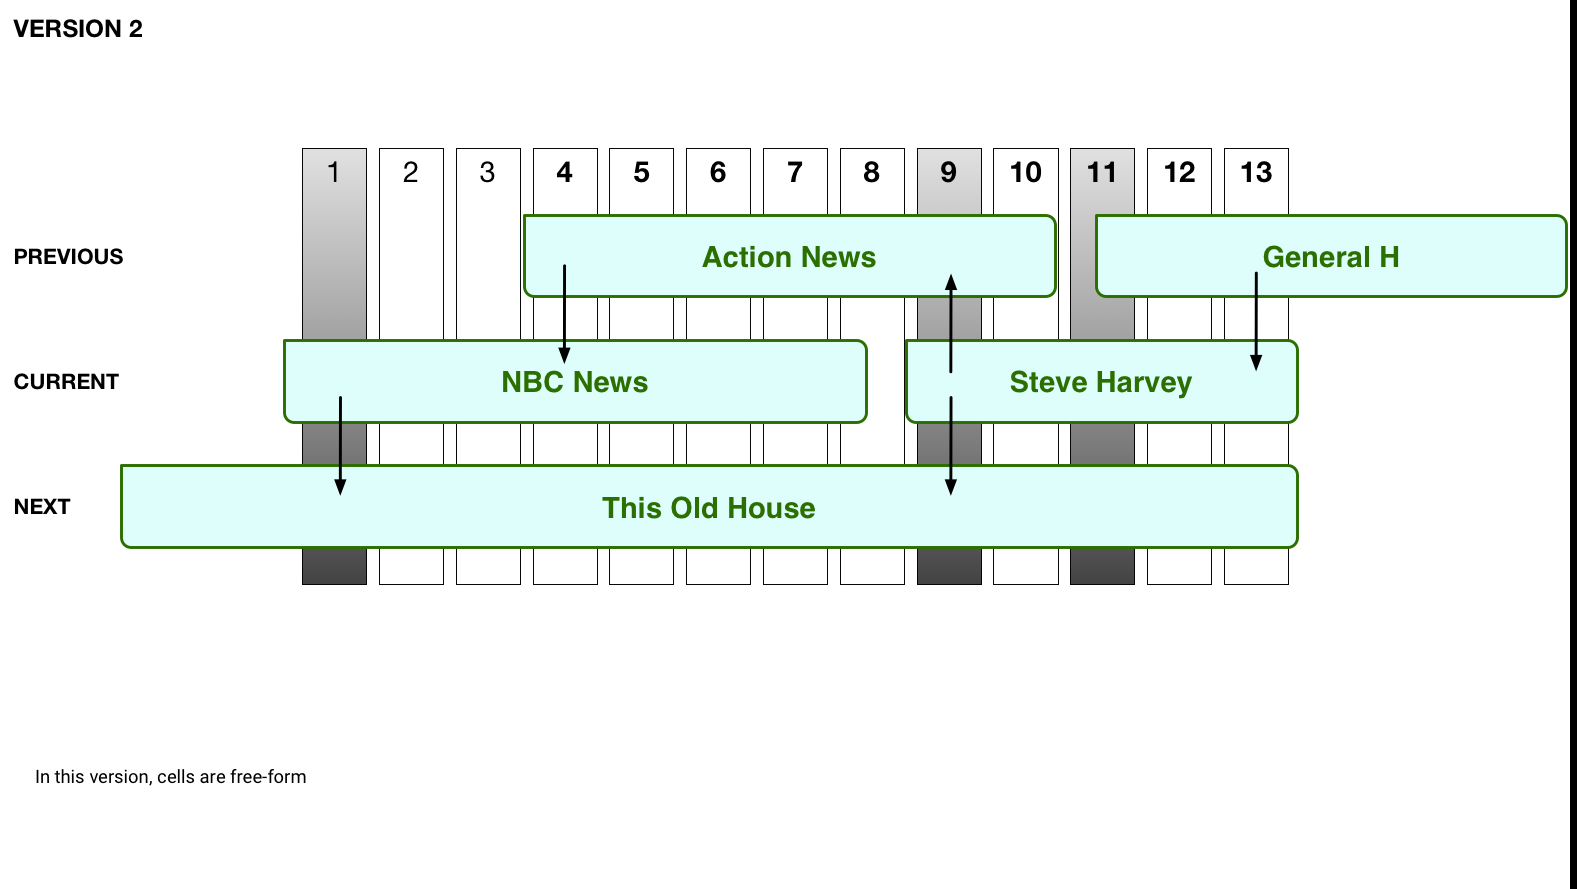 VERSION 2
1 2 3 4 5 6 7 8 9 10 11 12 13
PREVIOUS Action News General H
CURRENT NBC News Steve Harvey
NEXT This Old House
In this version, cells are free-form